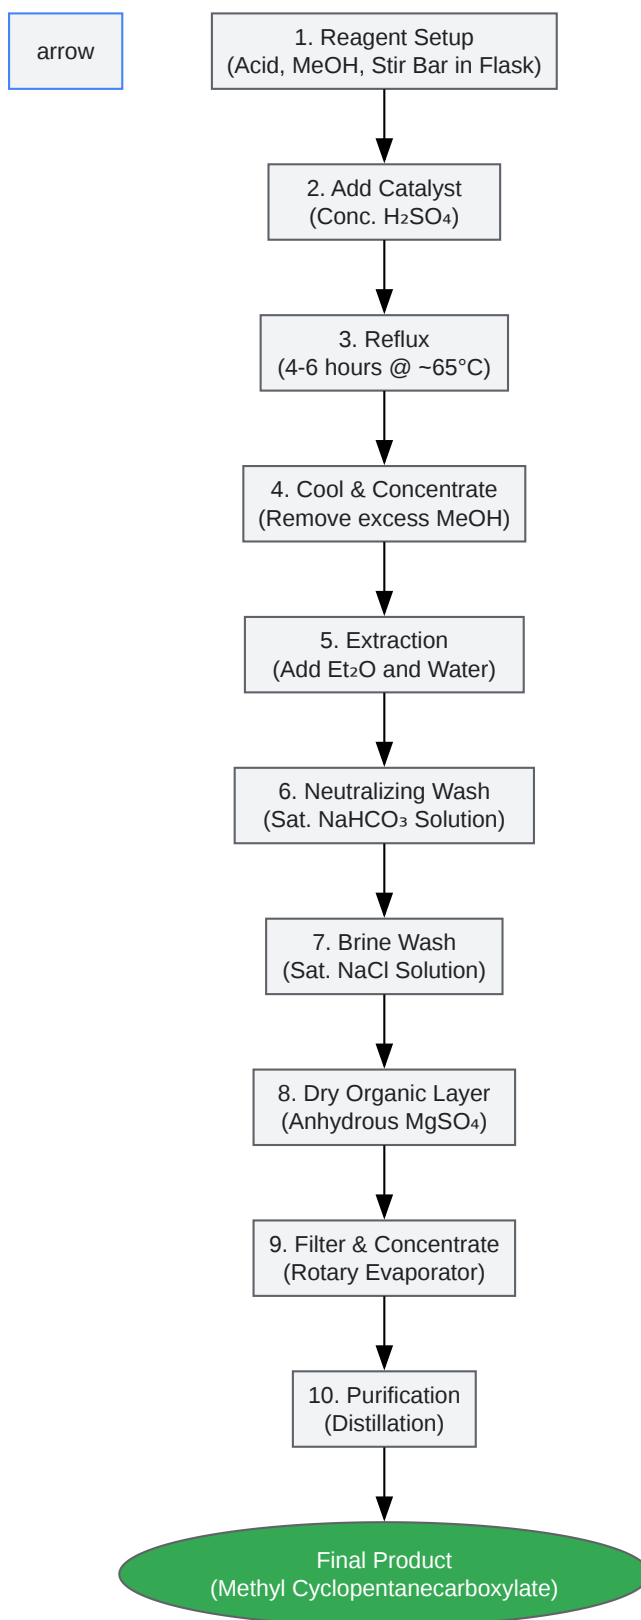 arrow
1. Reagent Setup
(Acid, MeOH, Stir Bar in Flask)
2. Add Catalyst
(Conc. H₂SO₄)
3. Reflux
(4-6 hours @ ~65°C)
4. Cool & Concentrate
(Remove excess MeOH)
5. Extraction
(Add Et₂O and Water)
6. Neutralizing Wash
(Sat. NaHCO₃ Solution)
7. Brine Wash
(Sat. NaCl Solution)
8. Dry Organic Layer
(Anhydrous MgSO₄)
9. Filter & Concentrate
(Rotary Evaporator)
10. Purification
(Distillation)
Final Product
(Methyl Cyclopentanecarboxylate)